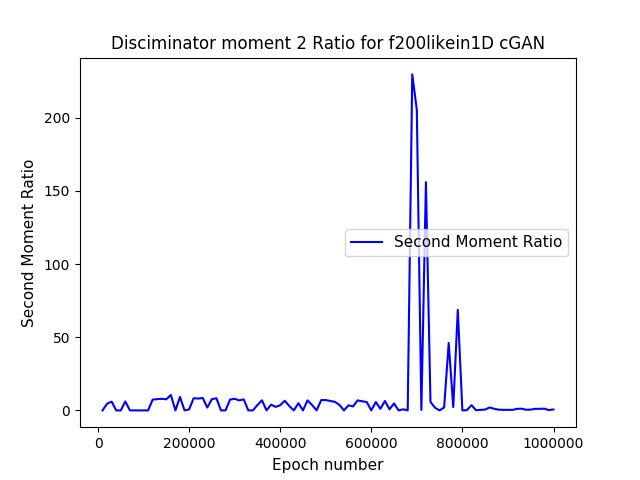 Disciminator moment 2 Ratio for f200likein1D cGAN
Second Moment Ratio
200
150
100
50
0
Second Moment Ratio
0
200000
400000
600000
800000
1000000
Epoch number